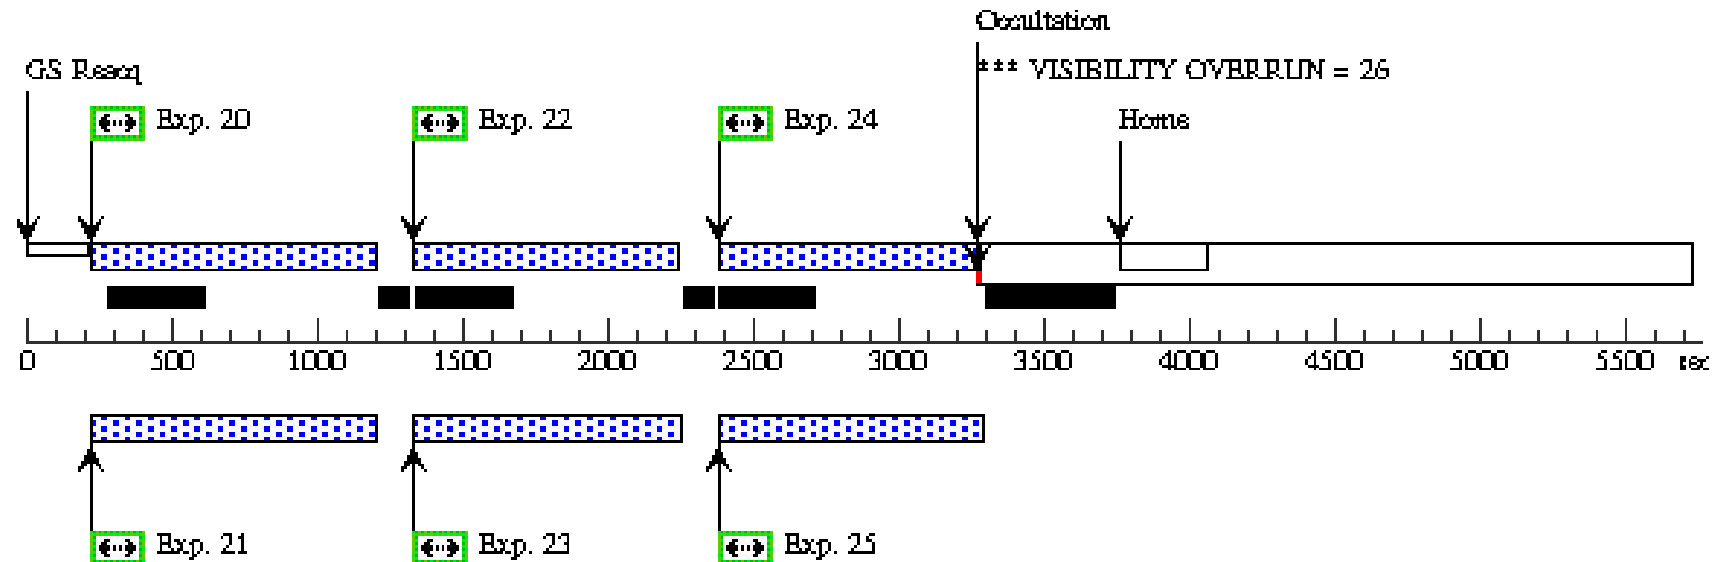 Occultation
GS Reacq
*** VISIBILITY OVERRUN = 26
Exp. 20
Exp. 22
Exp. 24
Home
0
500
1000
1500
2000
2500
3000
3500
4000
4500
5000
5500
sec
Exp. 21
Exp. 23
Exp. 25